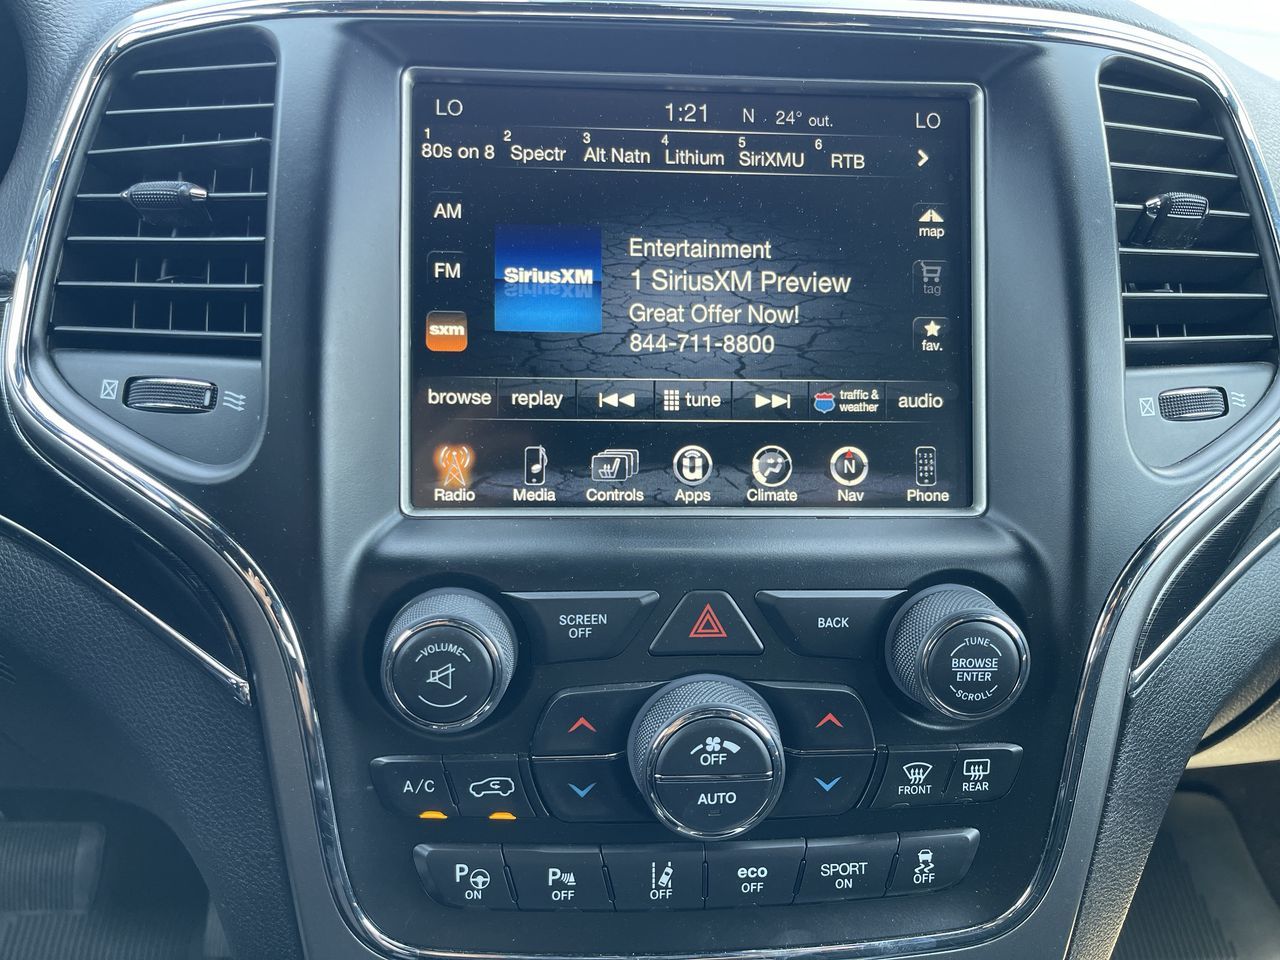 LO 1:21 N 24° out. LO
1 80s on 8 2 Spectr 3 Alt Natn 4 Lithium 5 SiriXMU 6 RTB
AM
FM
sxm
SiriusXM
Entertainment
1 SiriusXM Preview
Great Offer Now!
844-711-8800
map
tag
fav.
browse replay tune traffic & weather audio
Radio Media Controls Apps Climate Nav Phone
VOLUME
SCREEN
OFF
BACK
TUNE
BROWSE
ENTER
SCROLL
OFF
AUTO
A/C
FRONT
REAR
P ON
P OFF
OFF
eco
OFF
SPORT
ON
OFF